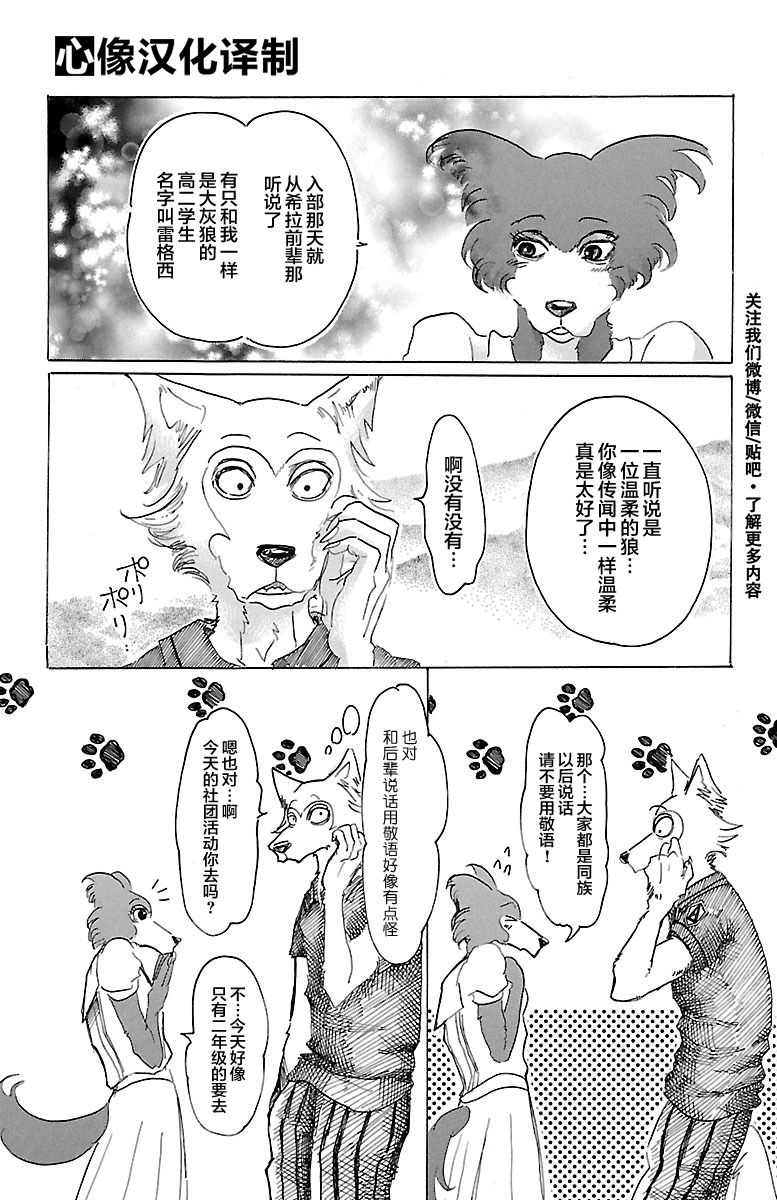 心像汉化译制
入部那天就
从希拉前辈那
听说了
有只和我一样
是大灰狼的
高二学生
名字叫雷格西
一直听说是
一位温柔的狼…
你像传闻中一样温柔
真是太好了…
啊没有没有…
ポリ
ポリ…
那个…大家都是同族
以后说话
请不要用敬语！
也对
和后辈说话用敬语好像有点怪
嗯也对…啊
今天的社团活动你去吗？
不…今天好像
只有二年级的要去
关注我们微博/微信/贴吧·了解更多内容